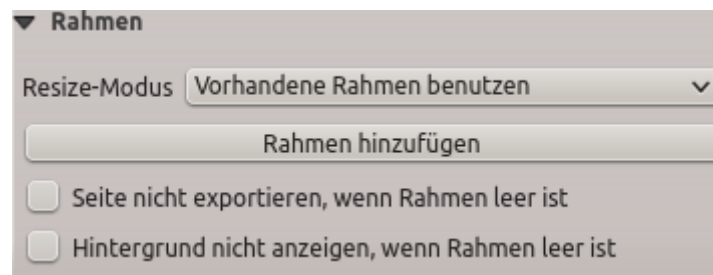 Rahmen
Resize-Modus Vorhandene Rahmen benutzen
Rahmen hinzufügen
Seite nicht exportieren, wenn Rahmen leer ist
Hintergrund nicht anzeigen, wenn Rahmen leer ist